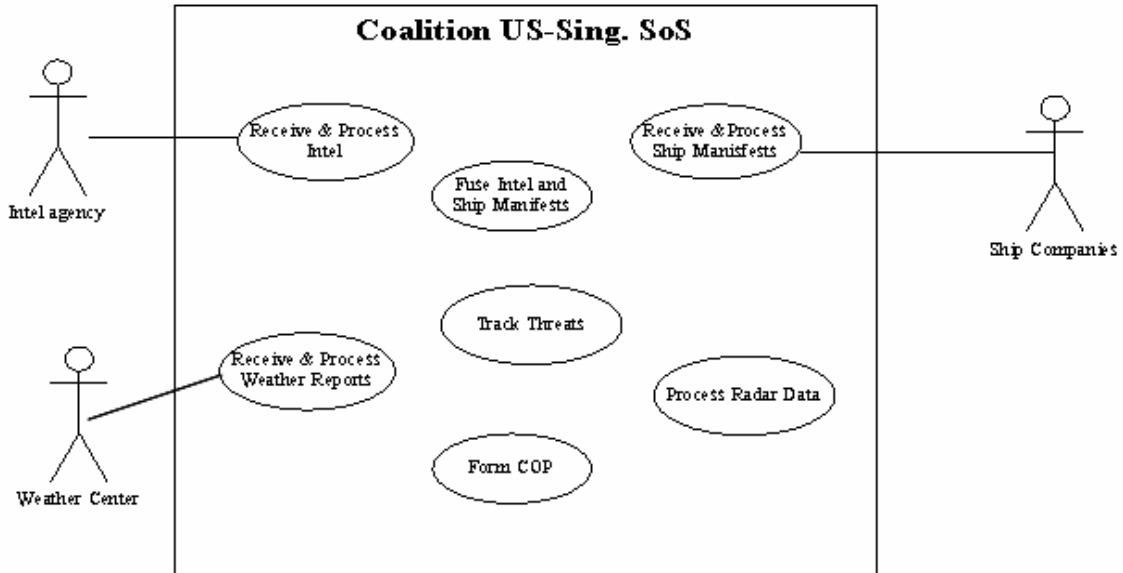 Coalition US-Sing. SoS
Receive & Process
Intel
Receive &Process
Ship Manisfests
Fuse Intel and
Ship Manifests
Intel agency
Ship Companies
Track Threats
Receive & Process
Weather Reports
Process Radar Data
Form COP
Weather Center